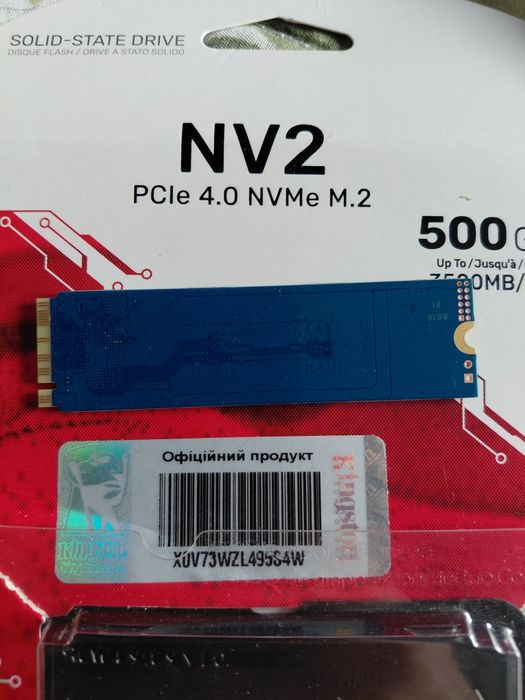 SOLID-STATE DRIVE
DISQUE FLASH / DRIVE A STATO SOLIDO
NV2
PCIe 4.0 NVMe M.2
500
Up To / Jusqu'à /
Офіційний продукт
Kingston
X0V73WZL495S4W